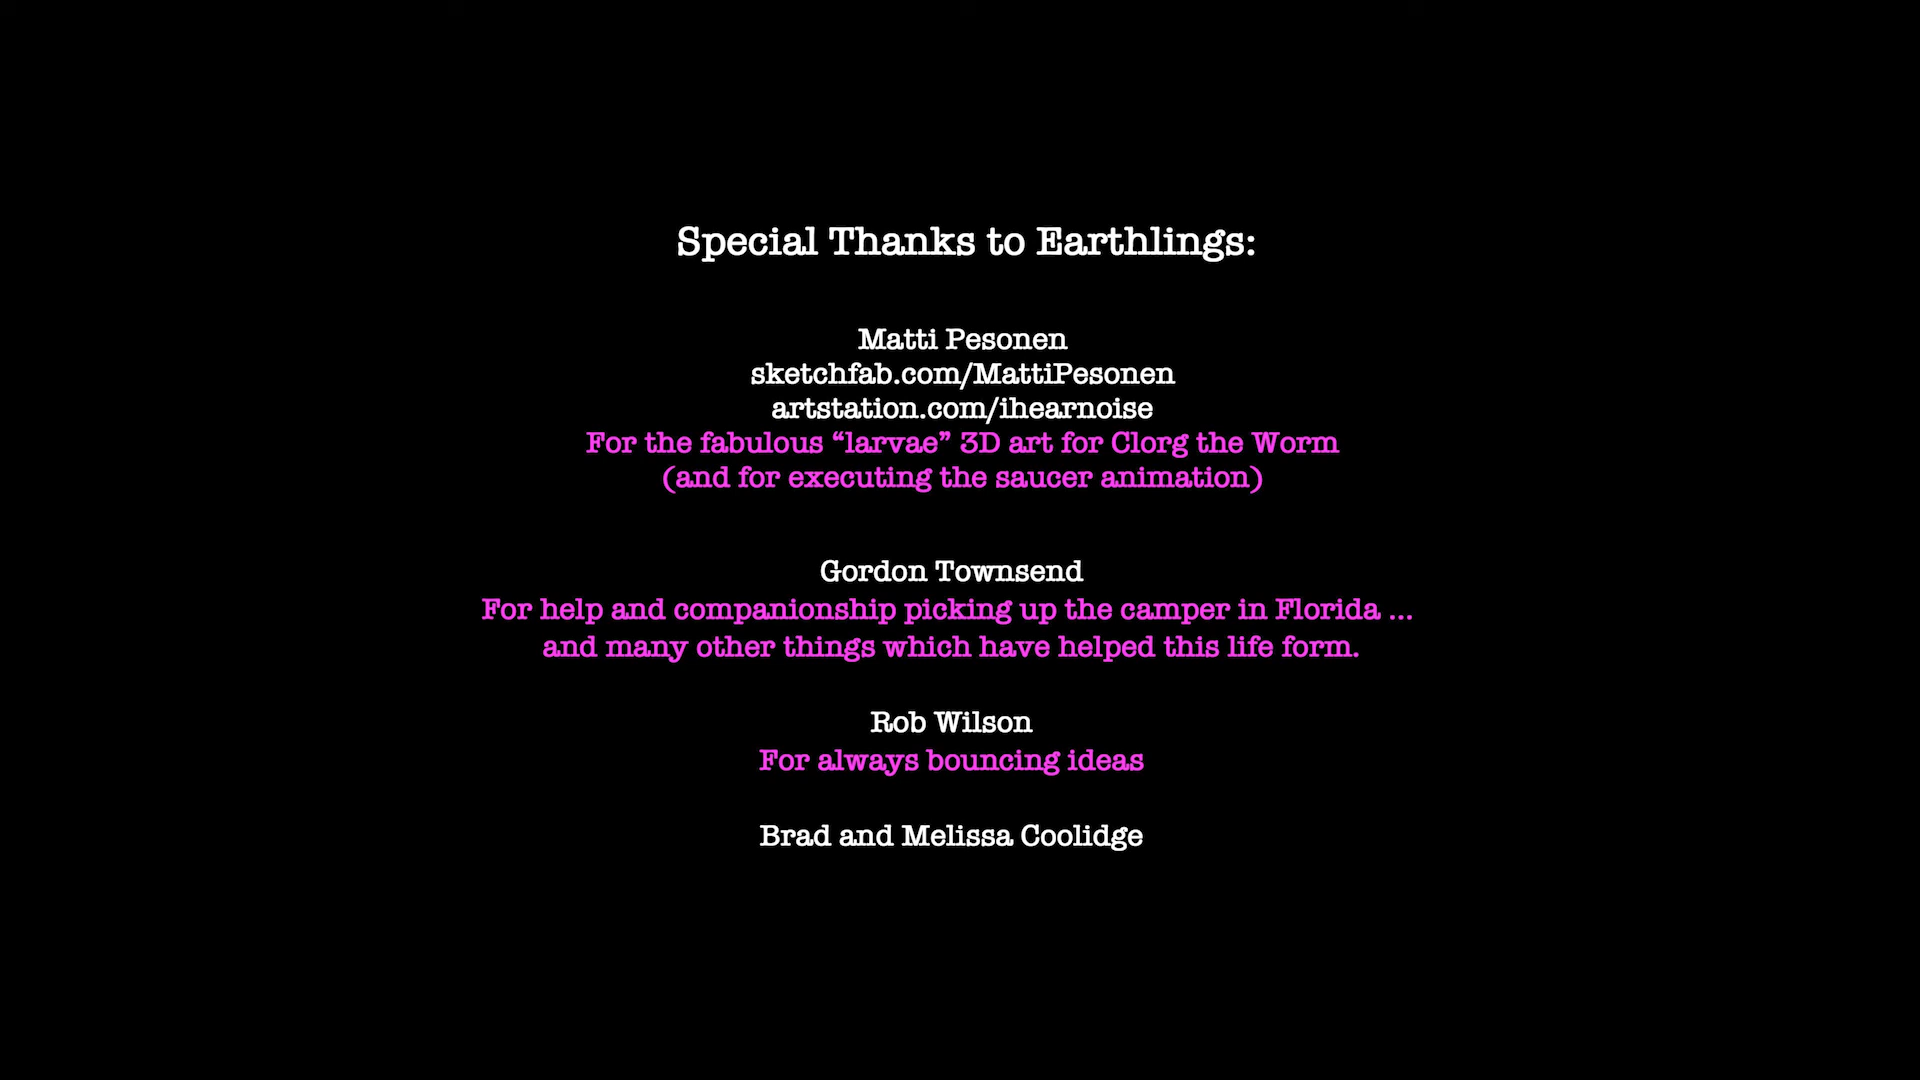 Special Thanks to Earthlings:
Matti Pesonen
sketchfab.com/MattiPesonen
artstation.com/ihearnoise
For the fabulous “larvae” 3D art for Clorg the Worm
(and for executing the saucer animation)
Gordon Townsend
For help and companionship picking up the camper in Florida ...
and many other things which have helped this life form.
Rob Wilson
For always bouncing ideas
Brad and Melissa Coolidge